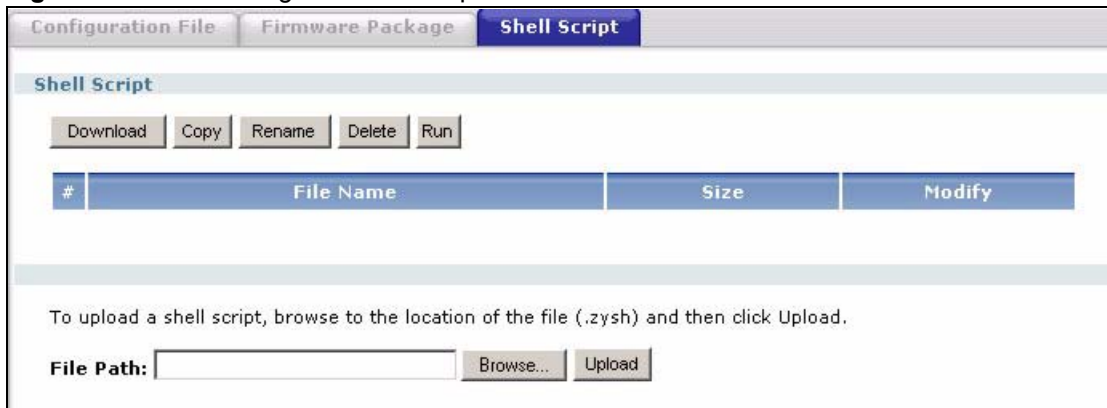 Configuration File Firmware Package Shell Script
Shell Script
Download Copy Rename Delete Run
# File Name Size Modify
To upload a shell script, browse to the location of the file (.zysh) and then click Upload.
File Path: Browse... Upload